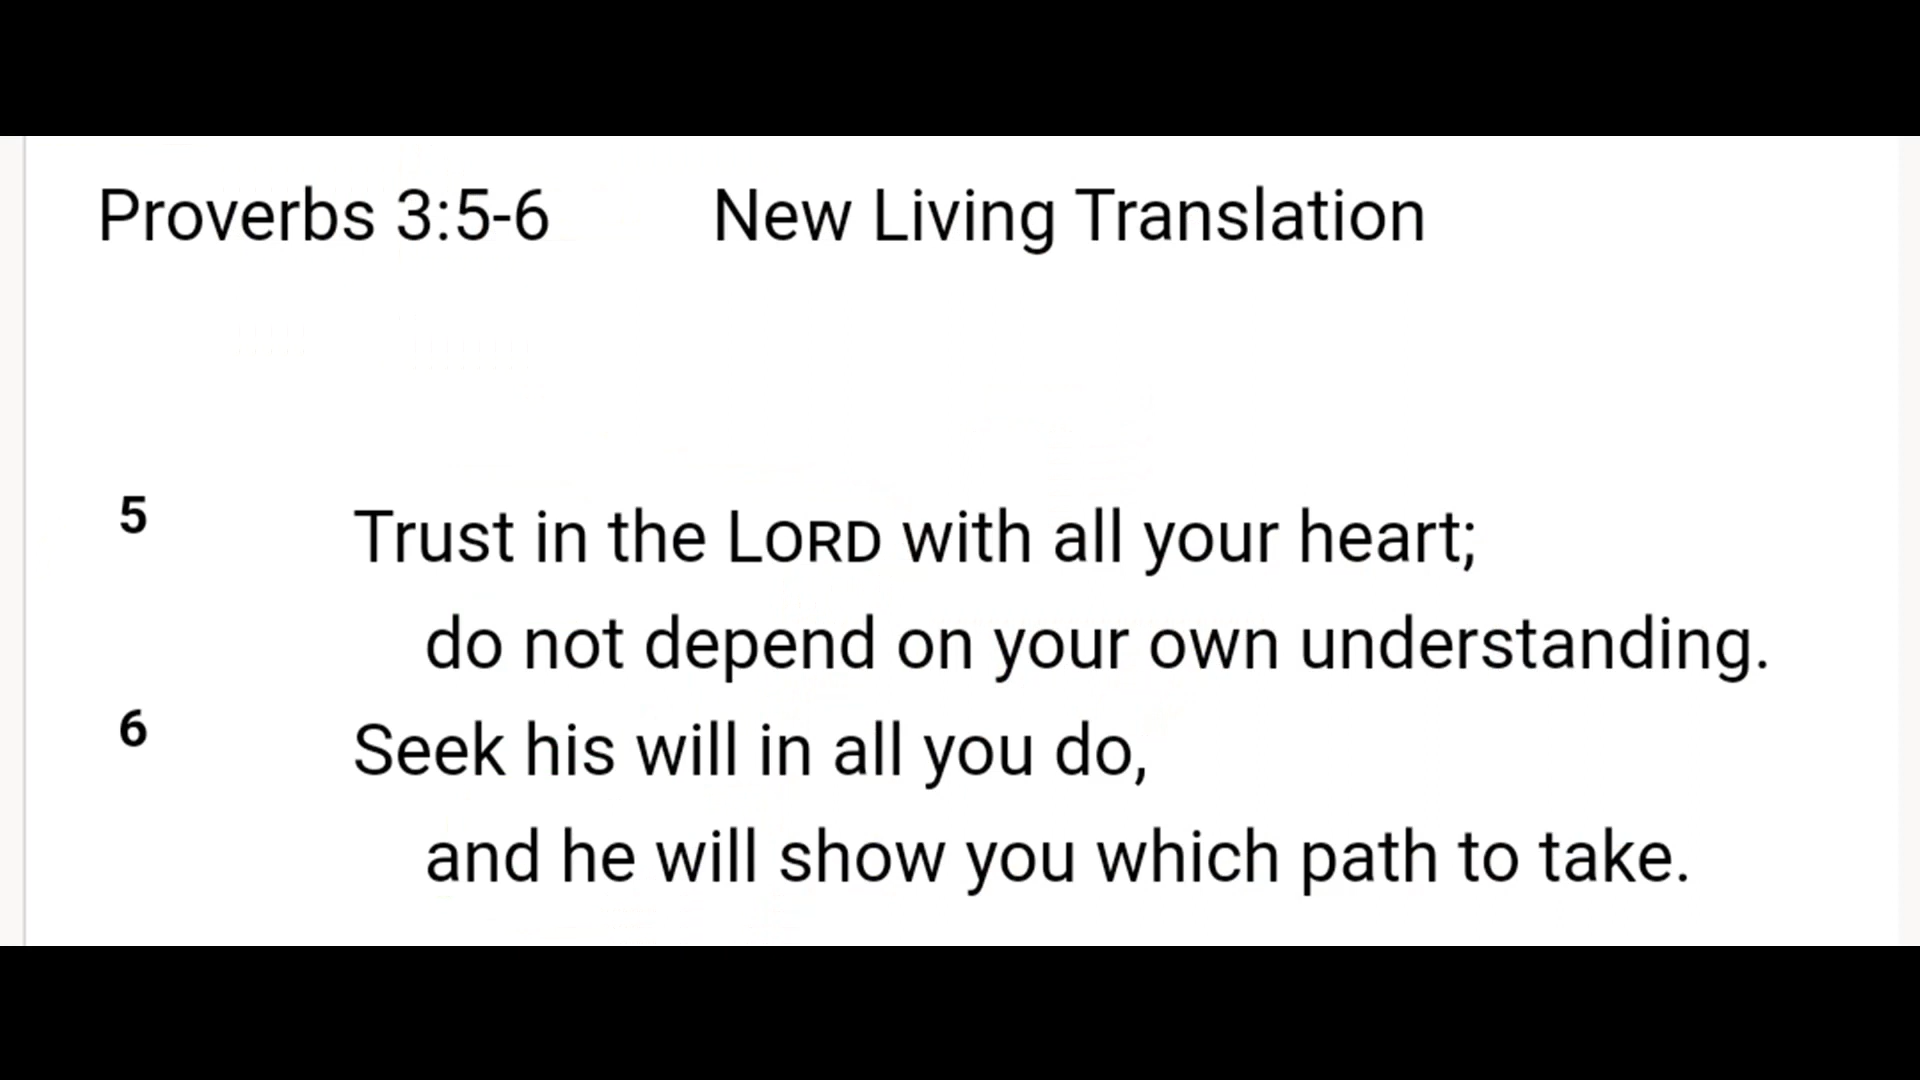 Proverbs 3:5-6 New Living Translation
5 Trust in the LORD with all your heart;
do not depend on your own understanding.
6 Seek his will in all you do,
and he will show you which path to take.